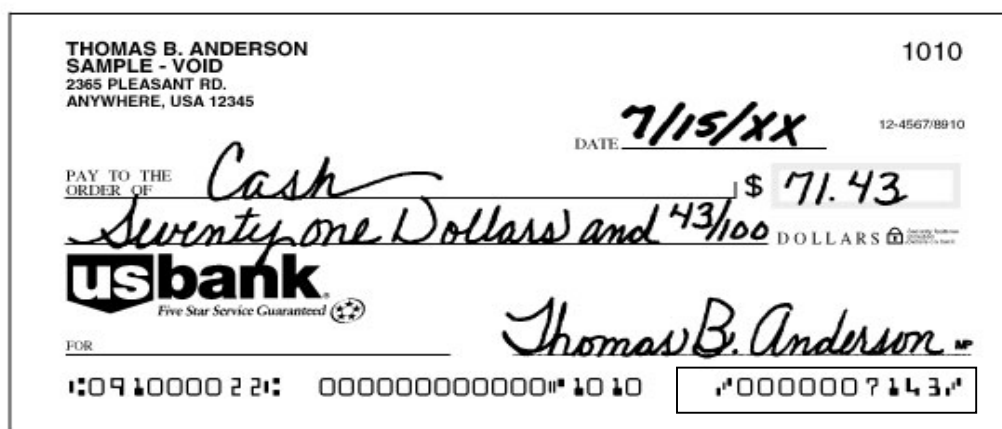 THOMAS B. ANDERSON 1010
SAMPLE - VOID
2365 PLEASANT RD.
ANYWHERE, USA 12345
DATE 7/15/XX 12-4567/8910
PAY TO THE
ORDER OF Cash $ 71.43
Seventy one Dollars and 43/100 DOLLARS
usbank
Five Star Service Guaranteed
FOR Thomas B. Anderson MP
⑆091000022⑆ 000000000000⑈1010 ⑇0000007143⑇